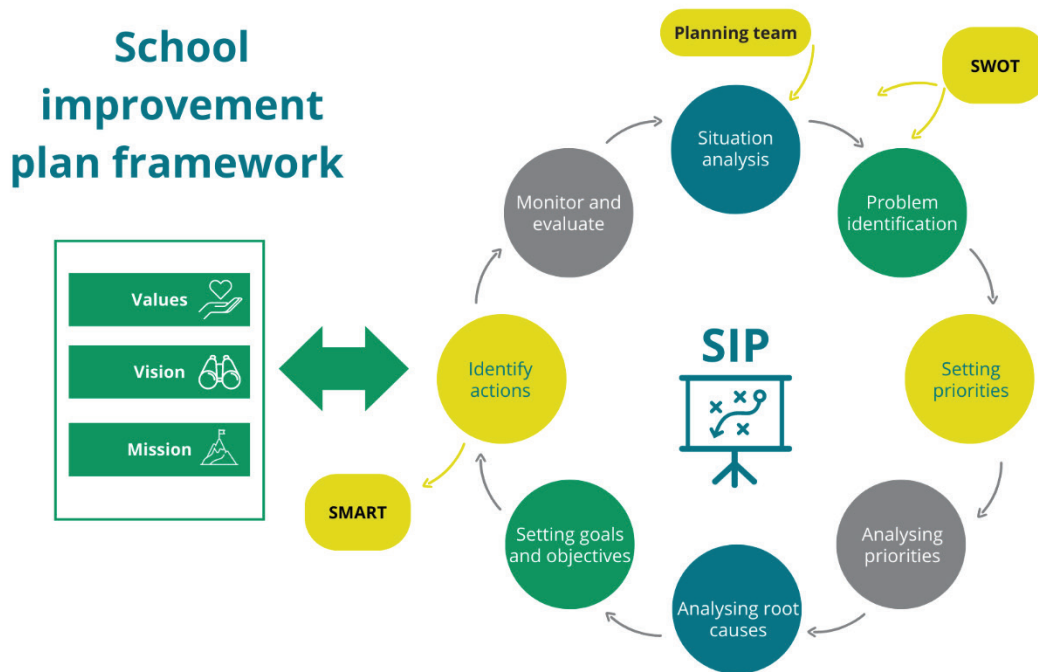 School
improvement
plan framework
Values
Vision
Mission
Planning team
SWOT
Situation
analysis
Problem
identification
Setting
priorities
Analysing
priorities
Analysing root
causes
Setting goals
and objectives
Identify
actions
SMART
Monitor and
evaluate
SIP